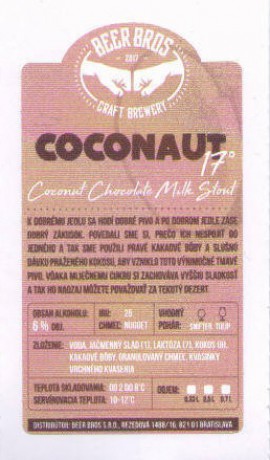 BEER BROS
2017
CRAFT BREWERY
COCONAUT
17°
Coconut Chocolate Milk Stout
K DOBRÉMU JEDLU SA HODÍ DOBRÉ PIVO A PO DOBROM JEDLE ZASE
DOBRÝ ZÁKUSOK. POVEDALI SME SI, PREČO ICH NESPOJIŤ DO
JEDNÉHO A TAK SME POUŽILI PRAVÉ KAKAOVÉ BÔBY A SLUŠNÚ
DÁVKU PRAŽENÉHO KOKOSU, ABY VZNIKLO TOTO VÝNIMOČNÉ TMAVÉ
PIVO, VĎAKA MLIEČNEMU CUKRU SI ZACHOVÁVA VYŠŠIU SLADKOSŤ
A TAK HO NAOZAJ MÔŽETE POVAŽOVAŤ ZA TEKUTÝ DEZERT.
OBSAH ALKOHOLU: 6 % OBJ.
IBU: 26
CHMEĽ: NUGGET
VHODNÝ POHÁR: SNIFTER, TULIP
ZLOŽENIE: VODA, JAČMENNÝ SLAD (1), LAKTÓZA (7), KOKOS (8),
KAKAOVÉ BÔBY, GRANULOVANÝ CHMEĽ, KVASINKY
VRCHNÉHO KVASENIA
TEPLOTA SKLADOVANIA: OD 2 DO 8°C
SERVÍROVACIA TEPLOTA: 10-12°C
OBJEM:
0,33 L 0,5 L 0,7 L
DISTRIBÚTOR: BEER BROS S.R.O., REZEDOVÁ 1488/16, 821 01 BRATISLAVA